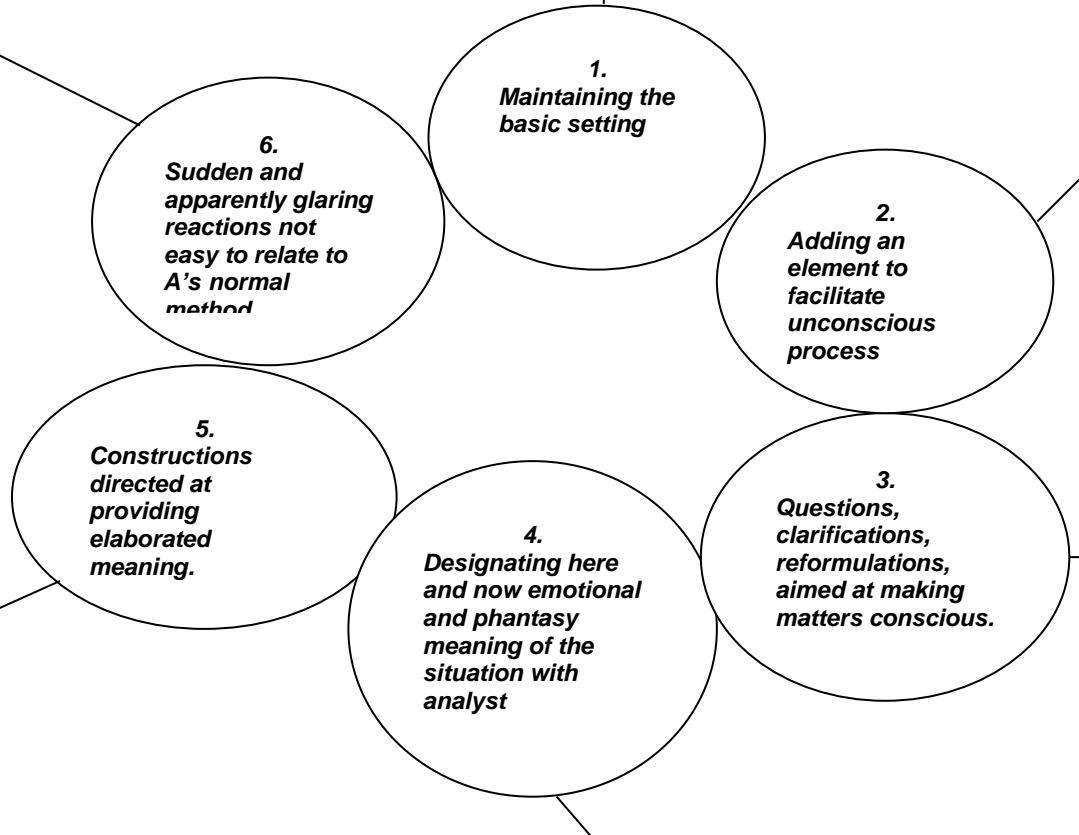 1.
Maintaining the
basic setting
2.
Adding an
element to
facilitate
unconscious
process
3.
Questions,
clarifications,
reformulations,
aimed at making
matters conscious.
4.
Designating here
and now emotional
and phantasy
meaning of the
situation with
analyst
5.
Constructions
directed at
providing
elaborated
meaning.
6.
Sudden and
apparently glaring
reactions not
easy to relate to
A's normal
method